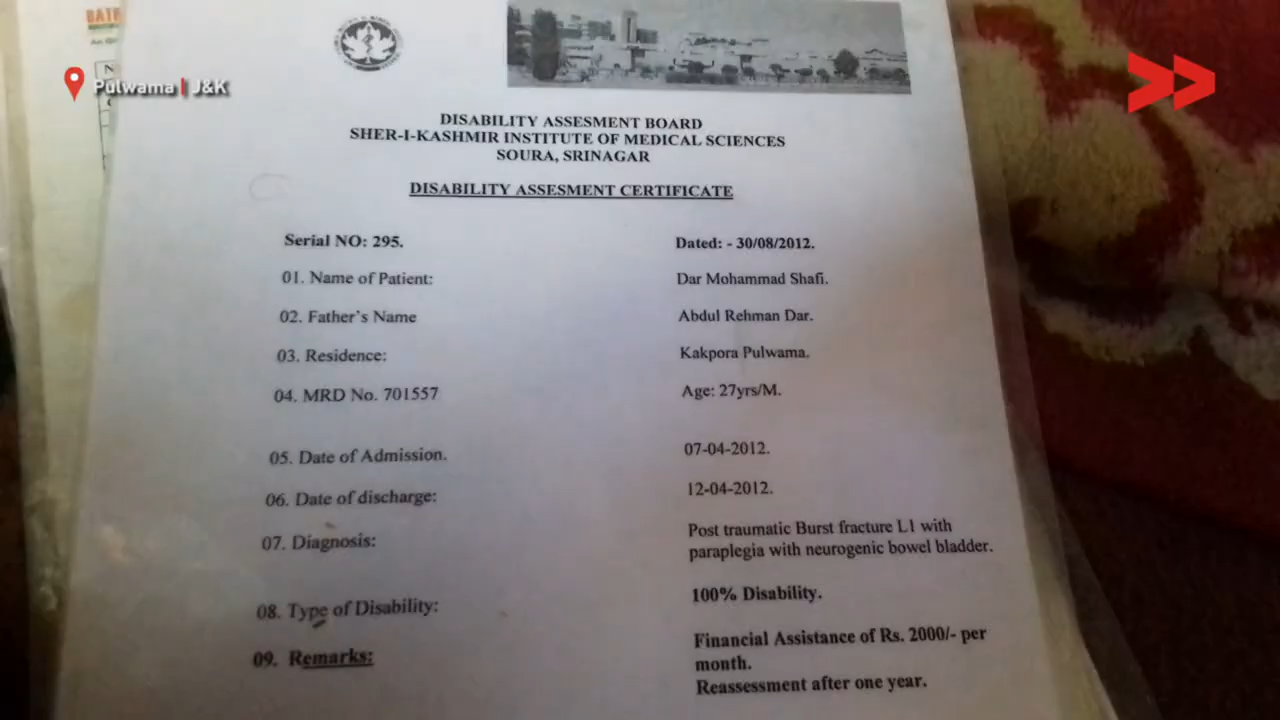 Pulwama | J&K
DISABILITY ASSESMENT BOARD
SHER-I-KASHMIR INSTITUTE OF MEDICAL SCIENCES
SOURA, SRINAGAR
DISABILITY ASSESMENT CERTIFICATE
Serial NO: 295. Dated: - 30/08/2012.
01. Name of Patient: Dar Mohammad Shafi.
02. Father's Name Abdul Rehman Dar.
03. Residence: Kakpora Pulwama.
04. MRD No. 701557 Age: 27yrs/M.
05. Date of Admission. 07-04-2012.
06. Date of discharge: 12-04-2012.
07. Diagnosis: Post traumatic Burst fracture L1 with
paraplegia with neurogenic bowel bladder.
08. Type of Disability: 100% Disability.
09. Remarks: Financial Assistance of Rs. 2000/- per
month.
Reassessment after one year.